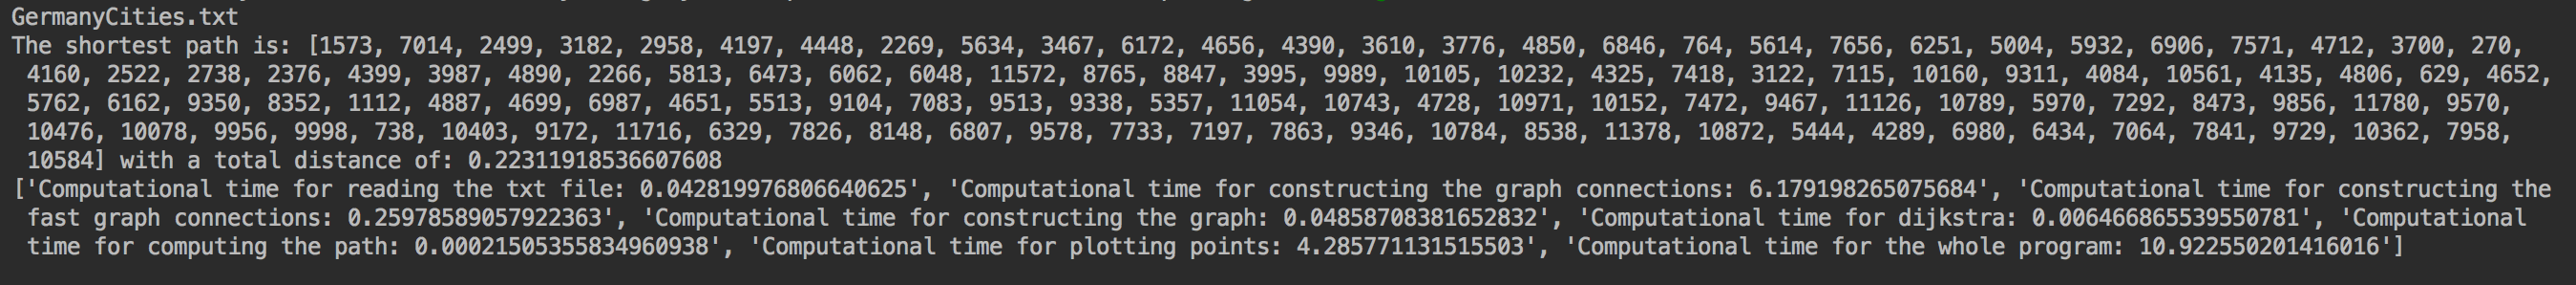 GermanyCities.txt
The shortest path is: [1573, 7014, 2499, 3182, 2958, 4197, 4448, 2269, 5634, 3467, 6172, 4656, 4390, 3610, 3776, 4850, 6846, 764, 5614, 7656, 6251, 5004, 5932, 6906, 7571, 4712, 3700, 270,
4160, 2522, 2738, 2376, 4399, 3987, 4890, 2266, 5813, 6473, 6062, 6048, 11572, 8765, 8847, 3995, 9989, 10105, 10232, 4325, 7418, 3122, 7115, 10160, 9311, 4084, 10561, 4135, 4806, 629, 4652,
5762, 6162, 9350, 8352, 1112, 4887, 4699, 6987, 4651, 5513, 9104, 7083, 9513, 9338, 5357, 11054, 10743, 4728, 10971, 10152, 7472, 9467, 11126, 10789, 5970, 7292, 8473, 9856, 11780, 9570,
10476, 10078, 9956, 9998, 738, 10403, 9172, 11716, 6329, 7826, 8148, 6807, 9578, 7733, 7197, 7863, 9346, 10784, 8538, 11378, 10872, 5444, 4289, 6980, 6434, 7064, 7841, 9729, 10362, 7958,
10584] with a total distance of: 0.22311918536607608
['Computational time for reading the txt file: 0.042819976806640625', 'Computational time for constructing the graph connections: 6.179198265075684', 'Computational time for constructing the
fast graph connections: 0.25978589057922363', 'Computational time for constructing the graph: 0.04858708381652832', 'Computational time for dijkstra: 0.006466865539550781', 'Computational
time for computing the path: 0.00021505355834960938', 'Computational time for plotting points: 4.285771131515503', 'Computational time for the whole program: 10.922550201416016']